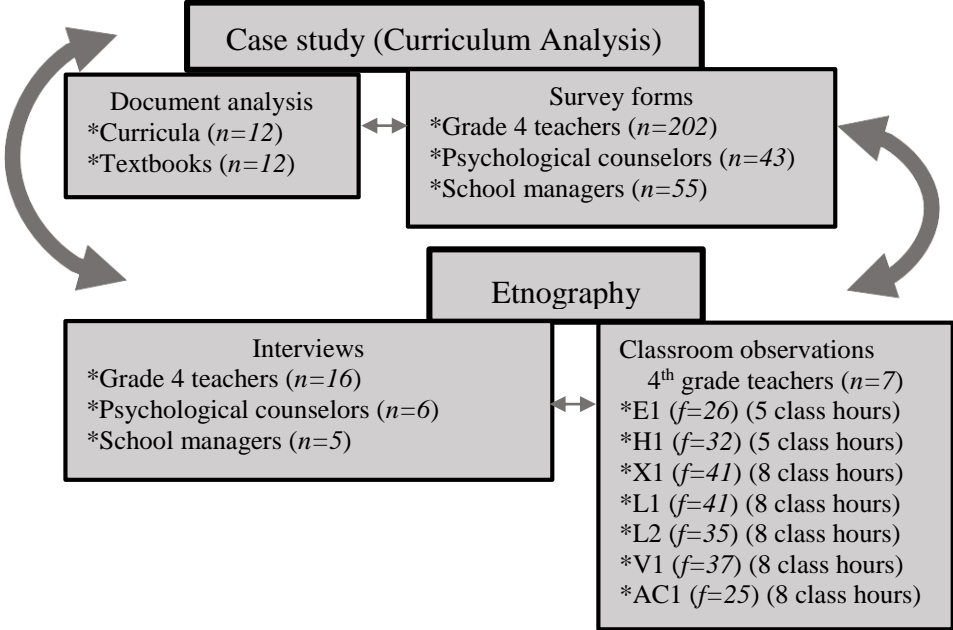 Case study (Curriculum Analysis)
Document analysis
*Curricula (n=12)
*Textbooks (n=12)
Survey forms
*Grade 4 teachers (n=202)
*Psychological counselors (n=43)
*School managers (n=55)
Etnography
Interviews
*Grade 4 teachers (n=16)
*Psychological counselors (n=6)
*School managers (n=5)
Classroom observations
4th grade teachers (n=7)
*E1 (f=26) (5 class hours)
*H1 (f=32) (5 class hours)
*X1 (f=41) (8 class hours)
*L1 (f=41) (8 class hours)
*L2 (f=35) (8 class hours)
*V1 (f=37) (8 class hours)
*AC1 (f=25) (8 class hours)